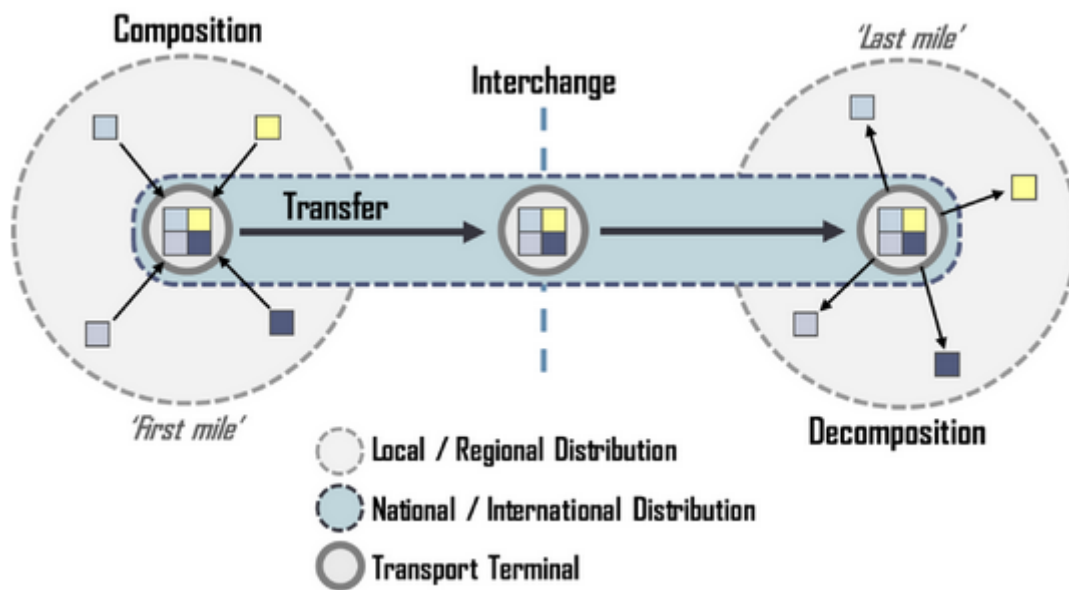 Composition
'Last mile'
Interchange
Transfer
'First mile'
Decomposition
Local / Regional Distribution
National / International Distribution
Transport Terminal